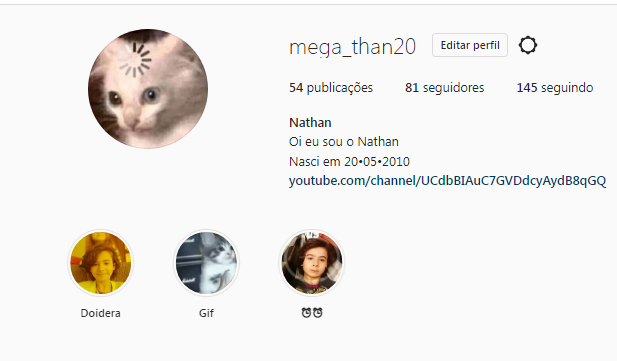 mega_than20 Editar perfil
54 publicações 81 seguidores 145 seguindo
Nathan
Oi eu sou o Nathan
Nasci em 20•05•2010
youtube.com/channel/UCdbBIAuC7GVDdcyAydB8qGQ
Doidera Gif ⏰⏰